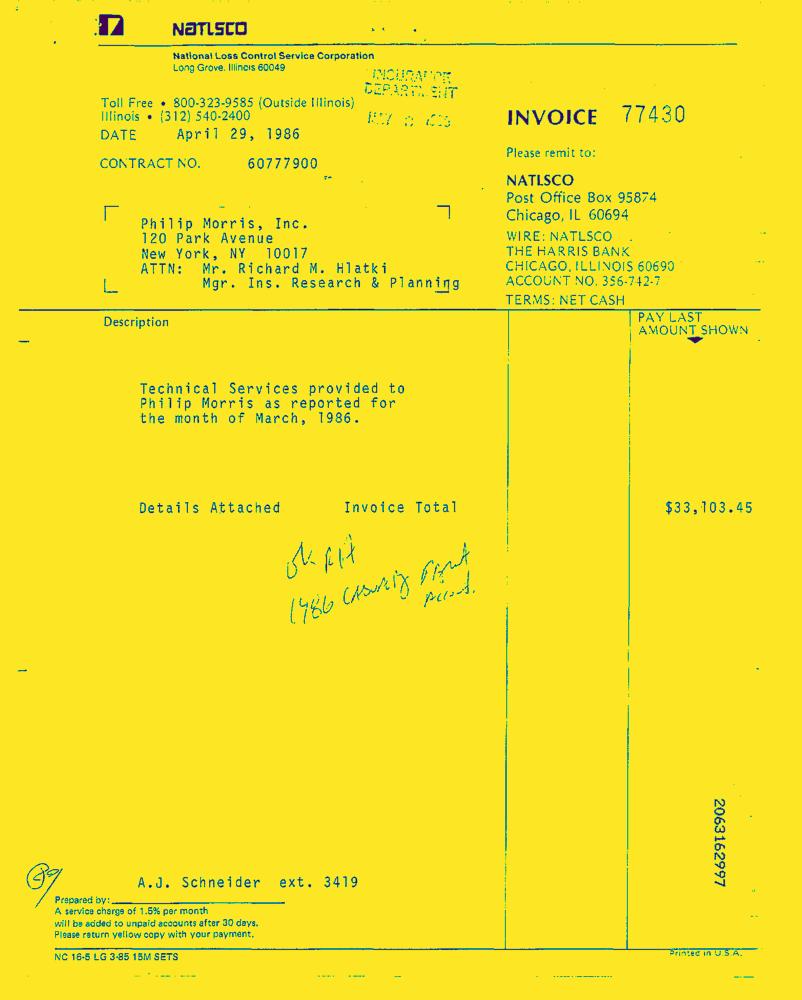 NATLSCO
National Loss Control Service Corporation
Long Grove, Illinois 60049
INSURANCE
DEPARTMENT
Toll Free • 800-323-9585 (Outside Illinois)
Illinois • (312) 540-2400
DATE April 29, 1986
CONTRACT NO. 60777900
INVOICE 77430
Please remit to:
NATLSCO
Post Office Box 95874
Chicago, IL 60694
WIRE: NATLSCO
THE HARRIS BANK
CHICAGO, ILLINOIS 60690
ACCOUNT NO. 356-742-7
TERMS: NET CASH
Philip Morris, Inc.
120 Park Avenue
New York, NY 10017
ATTN: Mr. Richard M. Hlatki
Mgr. Ins. Research & Planning
Description
PAY LAST
AMOUNT SHOWN
Technical Services provided to
Philip Morris as reported for
the month of March, 1986.
Details Attached Invoice Total $33,103.45
1986 Casualty
2063162997
A.J. Schneider ext. 3419
Prepared by:
A service charge of 1.5% per month
will be added to unpaid accounts after 30 days.
Please return yellow copy with your payment.
NC 16-5 LG 3-85 15M SETS
Printed in U.S.A.